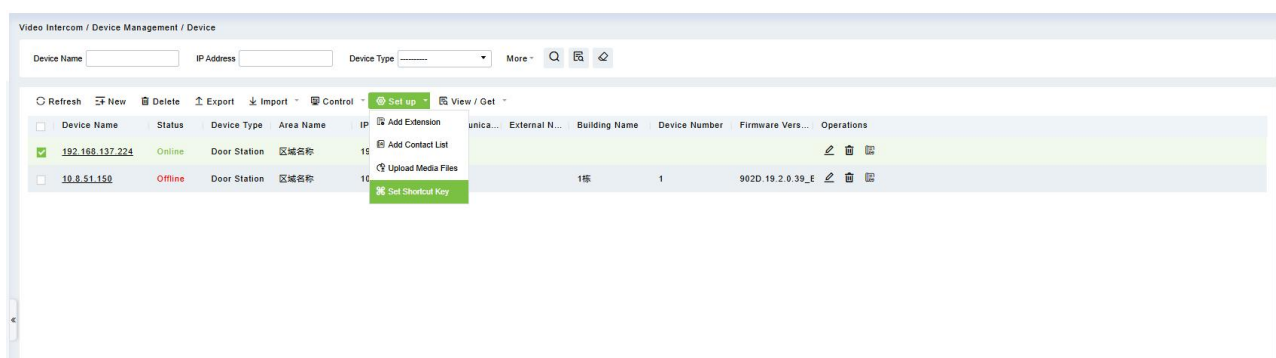 Video Intercom / Device Management / Device
Device Name IP Address Device Type ---------- More
Refresh New Delete Export Import Control Set up View / Get
Device Name Status Device Type Area Name IP unica... External N... Building Name Device Number Firmware Vers... Operations
Add Extension
Add Contact List
192.168.137.224 Online Door Station 区域名称 19
Upload Media Files
10.8.51.150 Offline Door Station 区域名称 10 1栋 1 902D.19.2.0.39_E
Set Shortcut Key